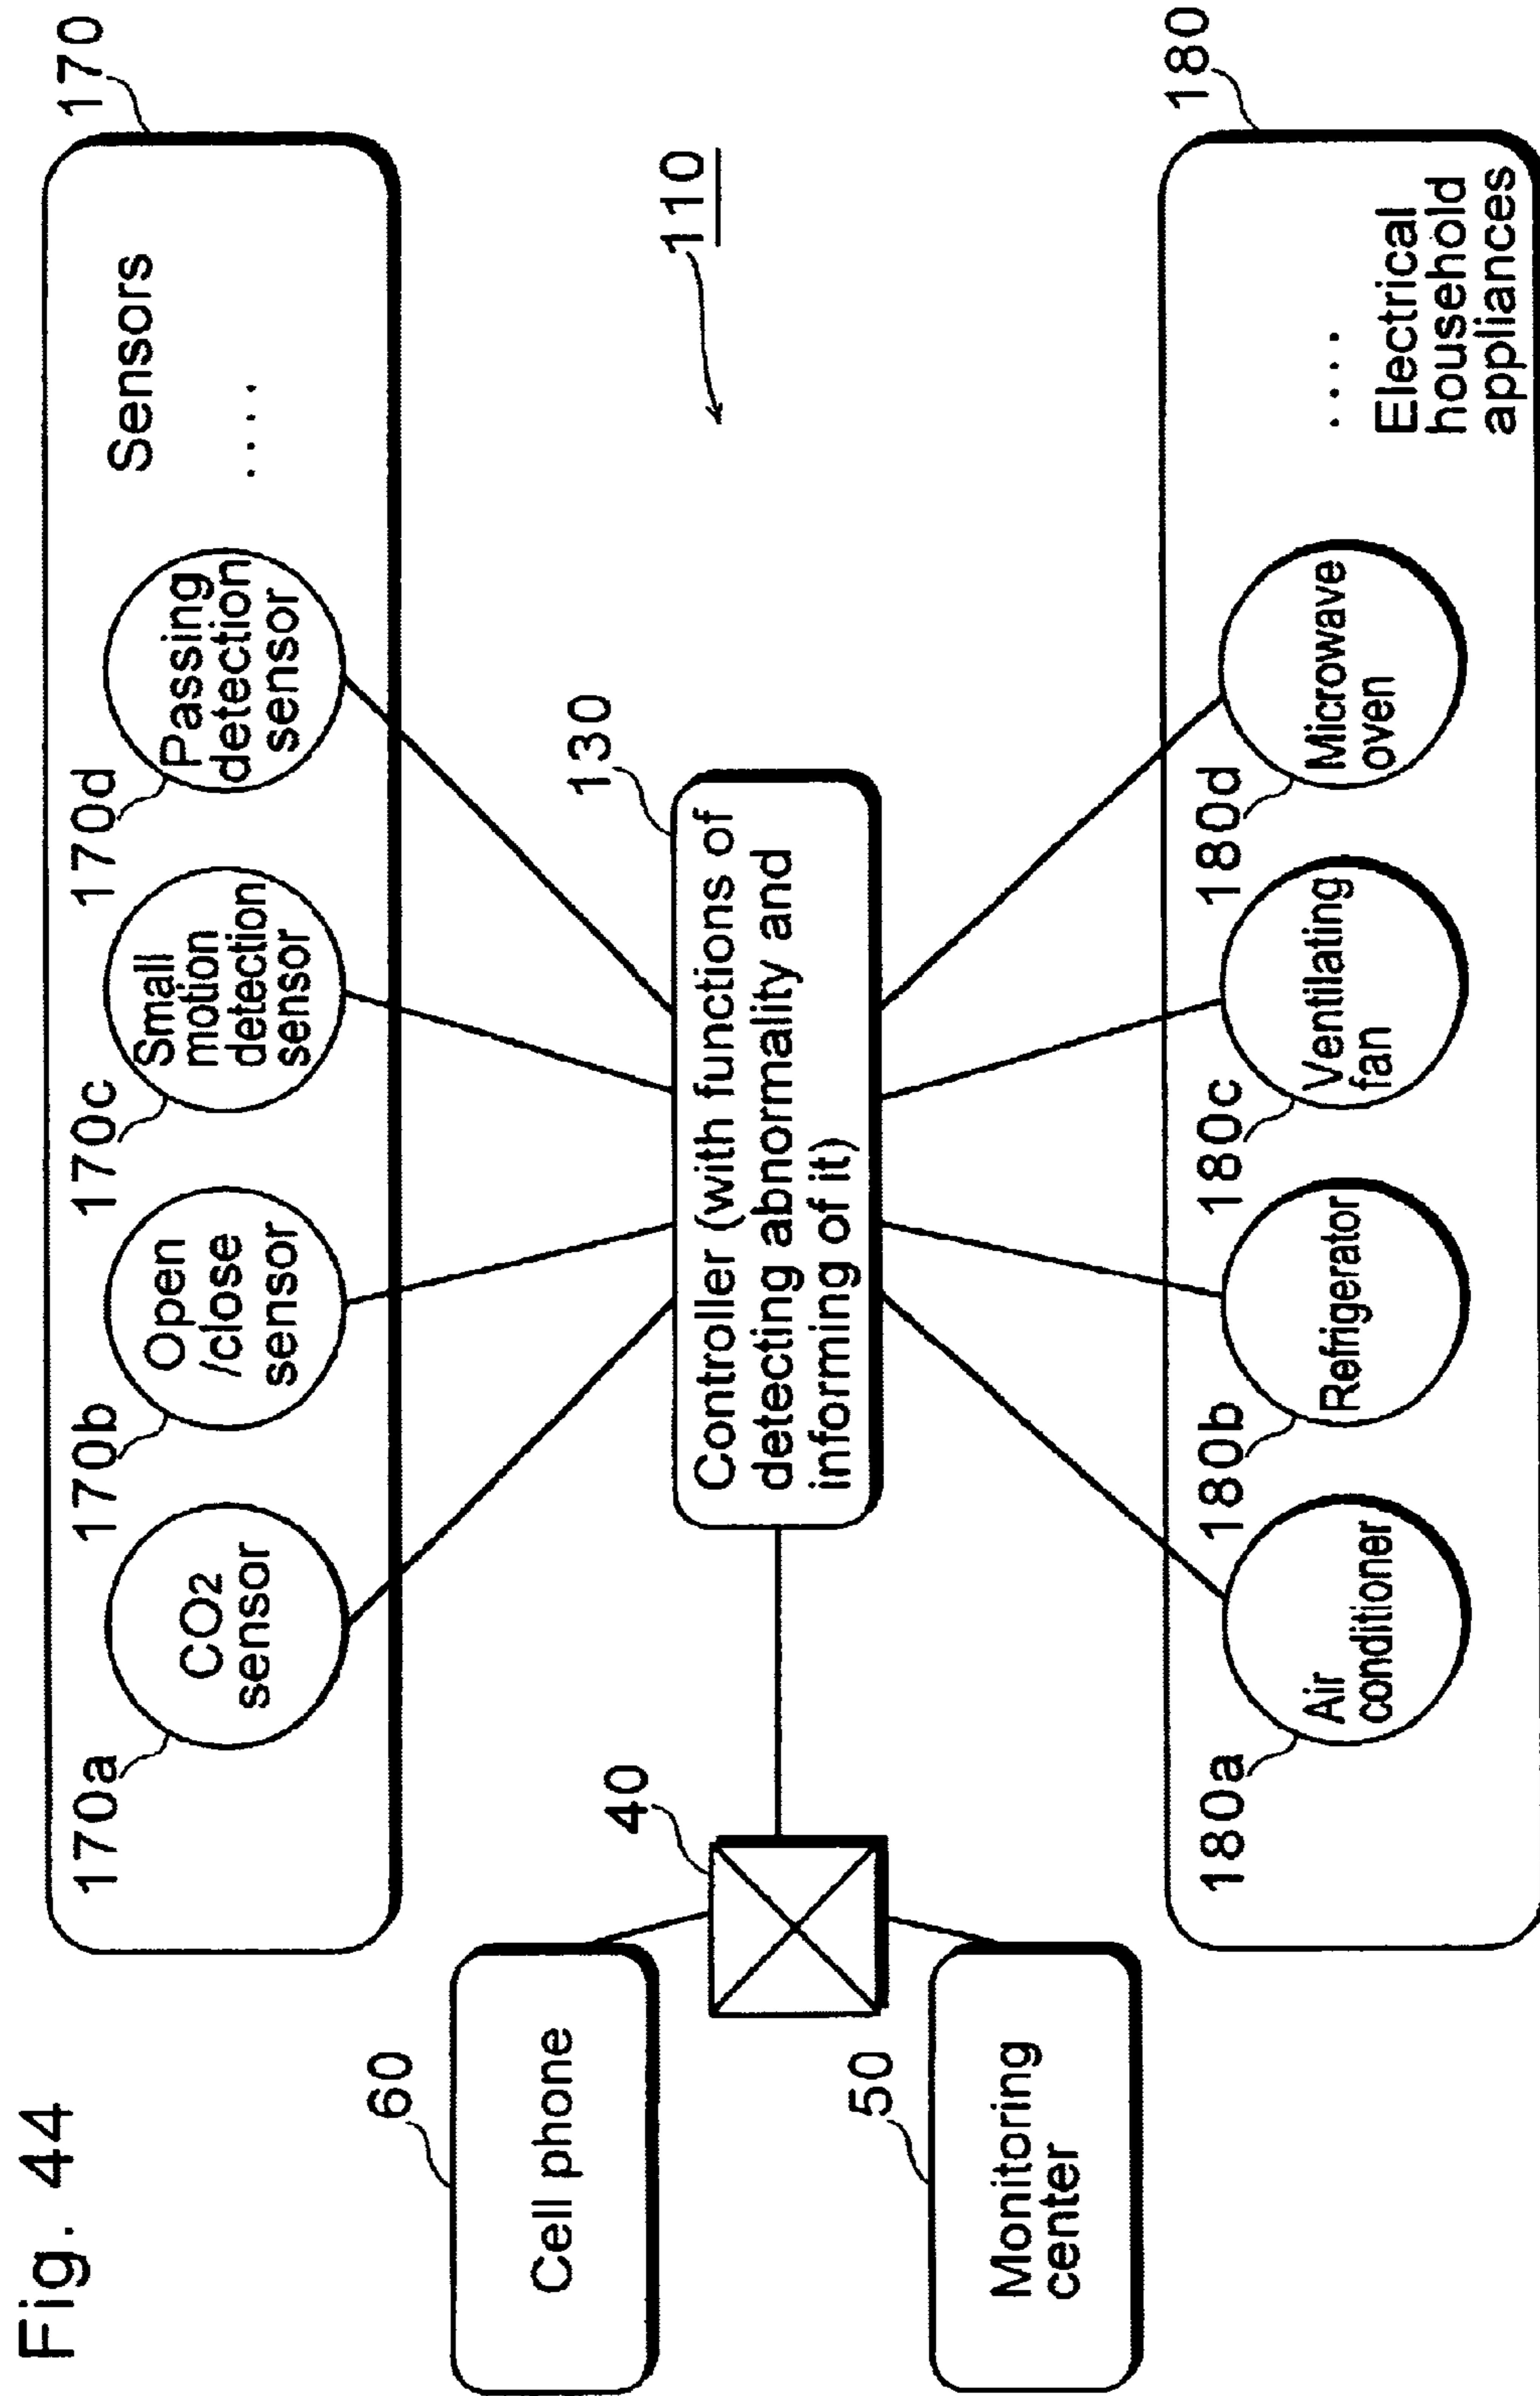 Fig. 44
170
Sensors
....
170a
CO2
sensor
170b
Open
/close
sensor
170c
Small
motion
detection
sensor
170d
Passing
detection
sensor
110
60
Cell phone
40
130
Controller (with functions of
detecting abnormality and
informing of it)
50
Monitoring
center
180
180a
Air
conditioner
180b
Refrigerator
180c
Ventilating
fan
180d
Microwave
oven
....
Electrical
household
appliances